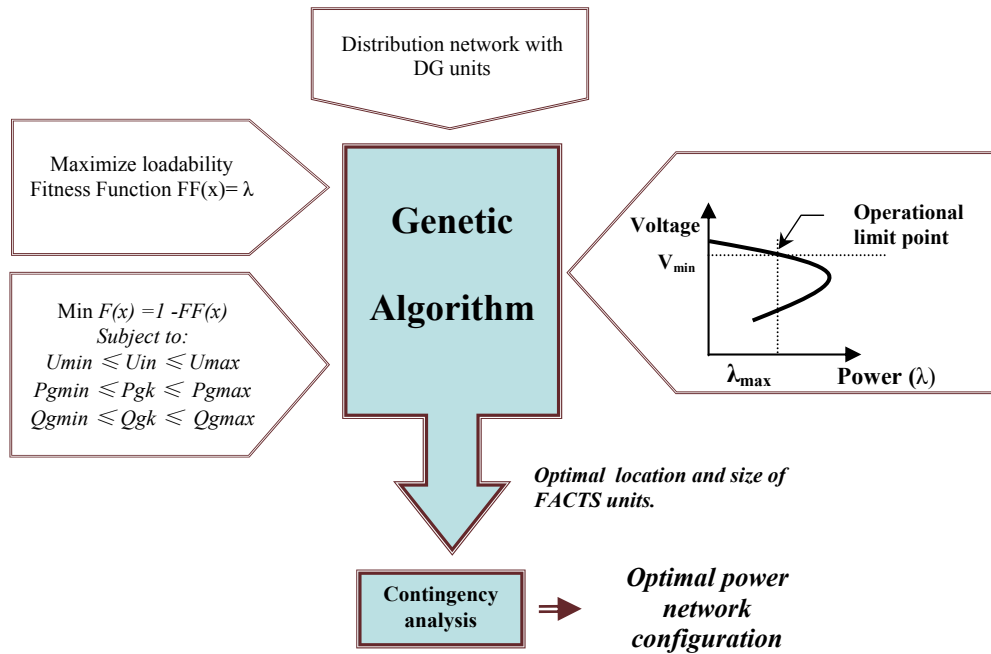 Distribution network with
DG units
Maximize loadability
Fitness Function FF(x)= λ
Genetic
Algorithm
Voltage
Operational
limit point
Vmin
λmax
Power (λ)
Min F(x) =1 -FF(x)
Subject to:
Umin ≤ Uin ≤ Umax
Pgmin ≤ Pgk ≤ Pgmax
Qgmin ≤ Qgk ≤ Qgmax
Optimal location and size of
FACTS units.
Contingency
analysis
Optimal power
network
configuration